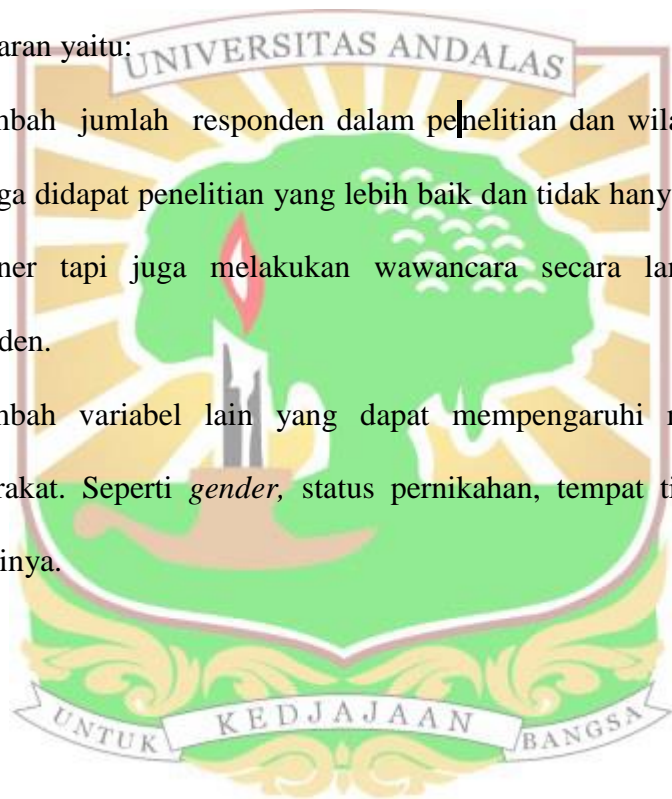 aran yaitu:
UNIVERSITAS ANDALAS
nbah jumlah responden dalam penelitian dan wila
ga didapat penelitian yang lebih baik dan tidak hany
ner tapi juga melakukan wawancara secara lan
den.
nbah variabel lain yang dapat mempengaruhi
rakat. Seperti gender, status pernikahan, tempat ti
inya.
UNTUK KEDJAJAAN BANGSA